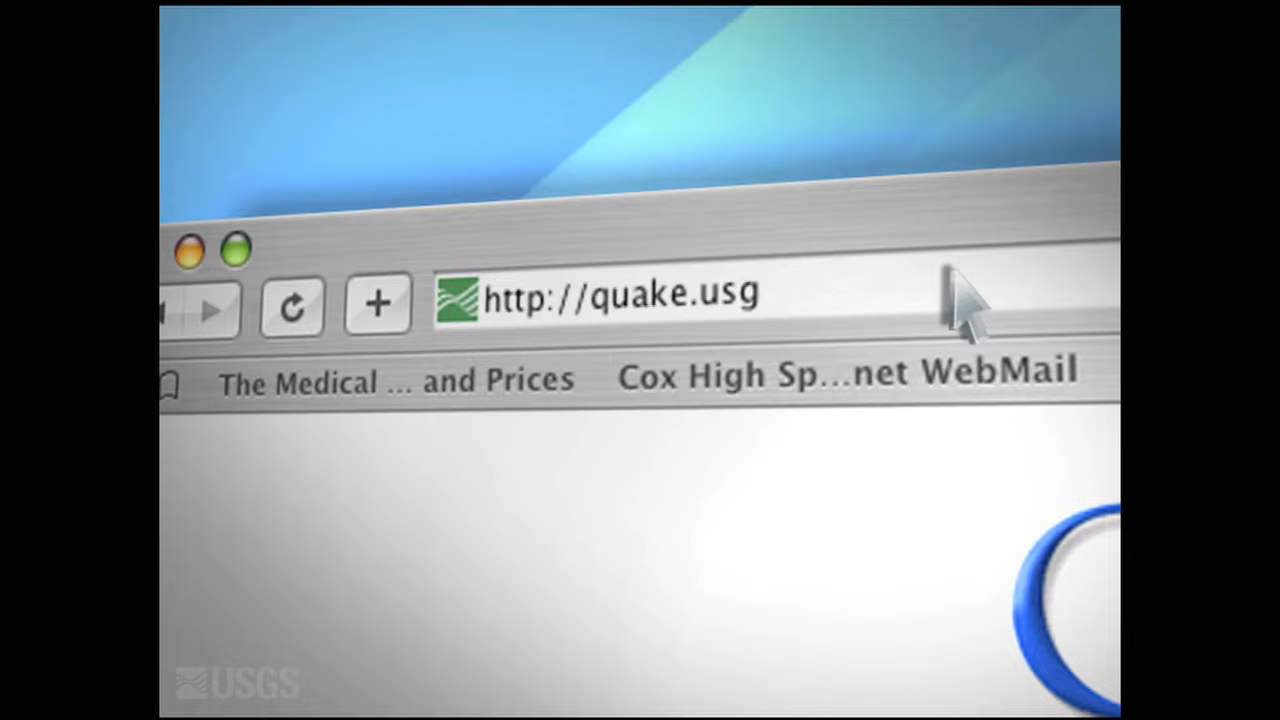 http://quake.usg
The Medical ... and Prices Cox High Sp...net WebMail
USGS